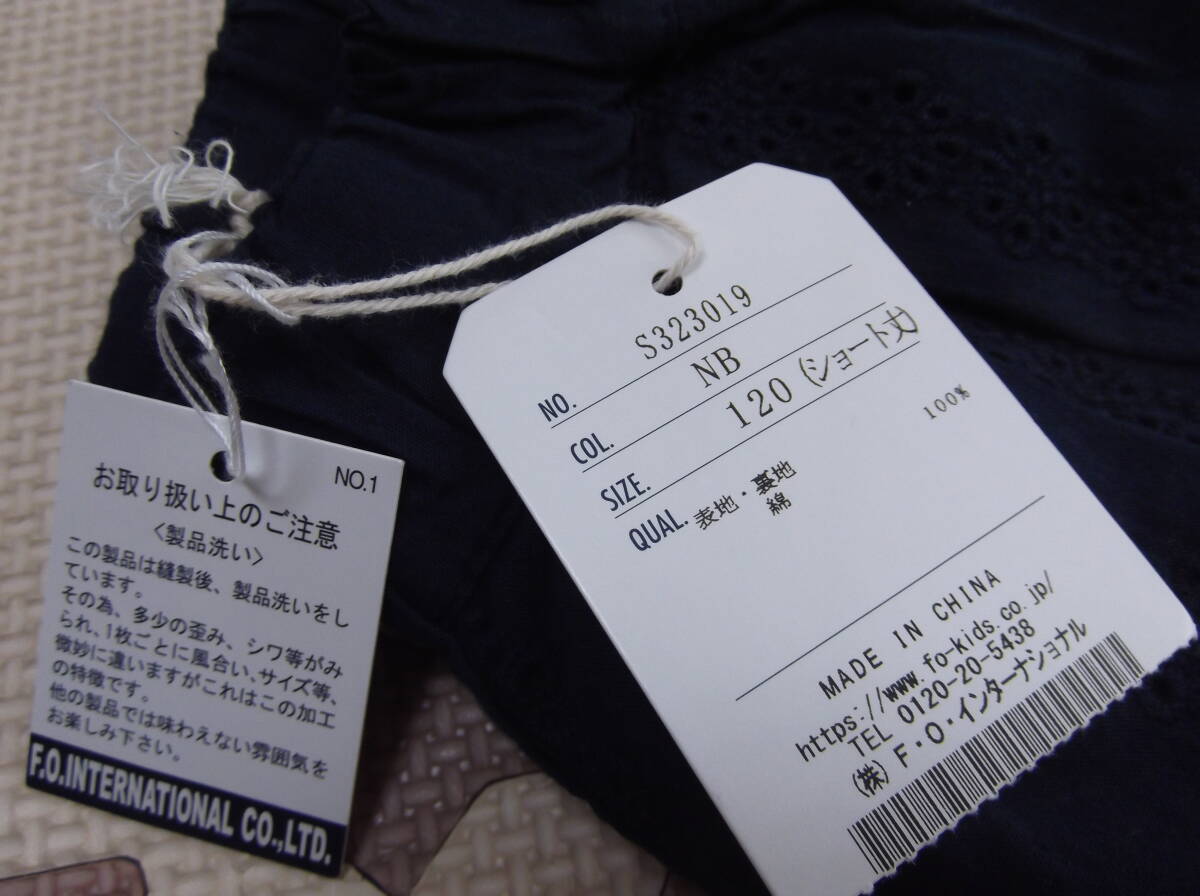 NO.1
お取り扱い上のご注意
〈製品洗い〉
この製品は縫製後、製品洗いをし
ています。
その為、多少の歪み、シワ等がみ
られ、1枚ごとに風合い、サイズ等、
微妙に違いますがこれはこの加工
の特徴です。
他の製品では味わえない雰囲気を
お楽しみ下さい。
F.O.INTERNATIONAL CO.,LTD.
NO. S323019
COL. NB
SIZE. 120 (ショート丈)
QUAL. 表地・裏地
綿 100%
MADE IN CHINA
https://www.fo-kids.co.jp/
TEL 0120-20-5438
(株) F・O・インターナショナル